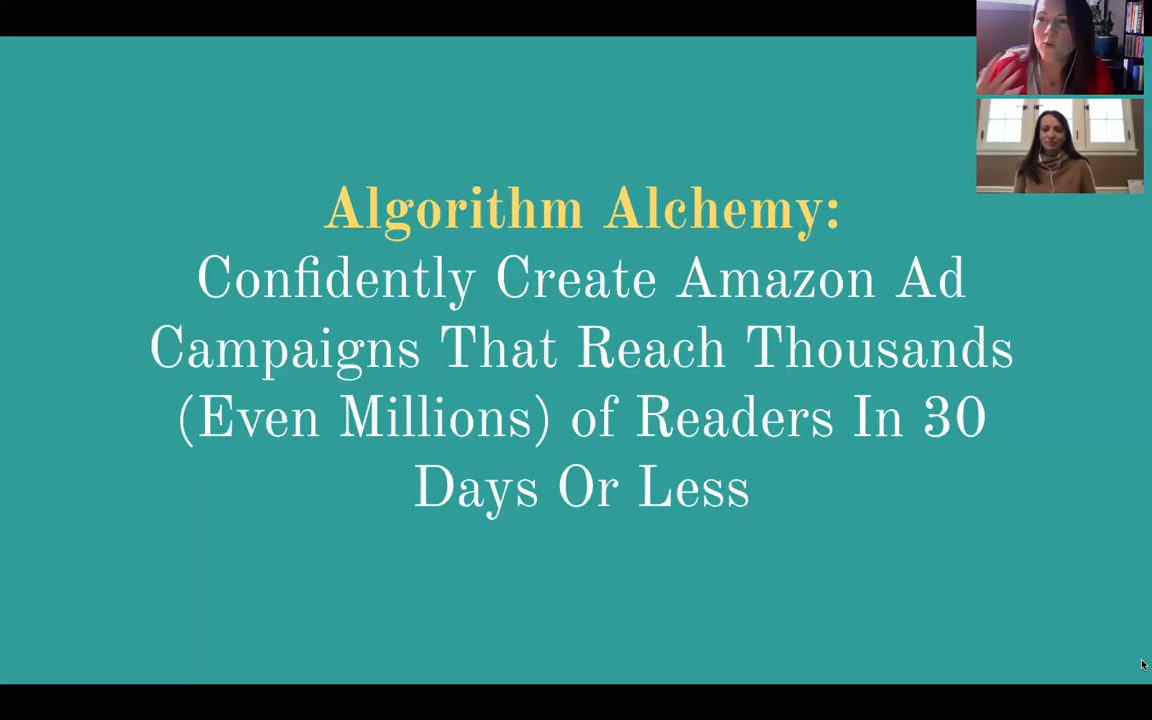 Algorithm Alchemy:
Confidently Create Amazon Ad
Campaigns That Reach Thousands
(Even Millions) of Readers In 30
Days Or Less